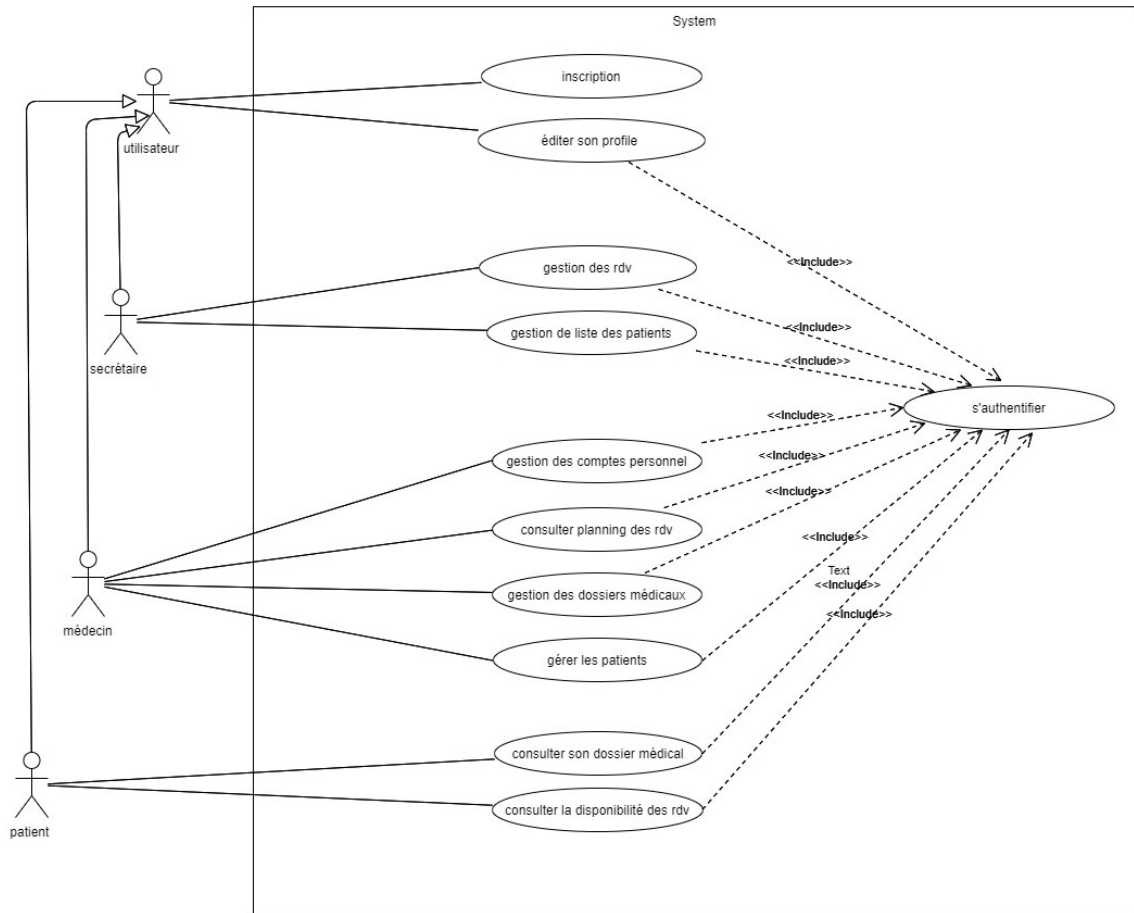 System
inscription
utilisateur
éditer son profile
<<Include>>
gestion des rdv
<<Include>>
gestion de liste des patients
<<Include>>
secrétaire
s'authentifier
<<Include>>
gestion des comptes personnel
<<Include>>
<<Include>>
consulter planning des rdv
<<Include>>
Text
<<Include>>
gestion des dossiers médicaux
<<Include>>
médecin
gérer les patients
consulter son dossier médical
consulter la disponibilité des rdv
patient